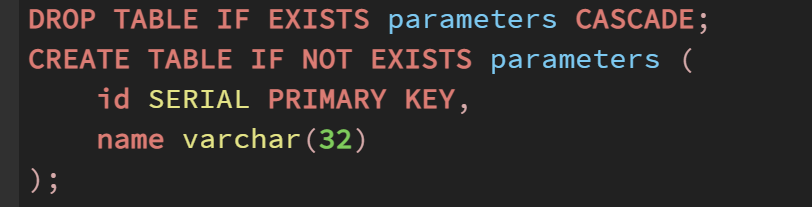 DROP TABLE IF EXISTS parameters CASCADE;
CREATE TABLE IF NOT EXISTS parameters (
    id SERIAL PRIMARY KEY,
    name varchar(32)
);